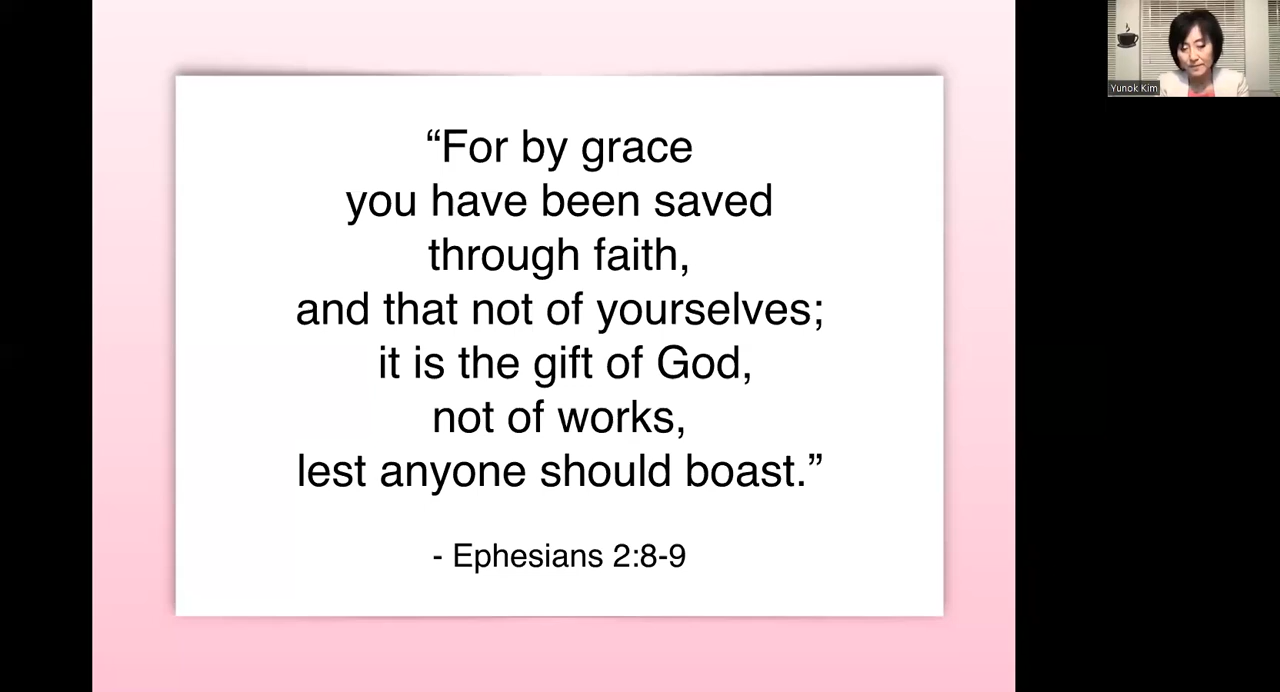 “For by grace
you have been saved
through faith,
and that not of yourselves;
it is the gift of God,
not of works,
lest anyone should boast.”
- Ephesians 2:8-9
Yunok Kim